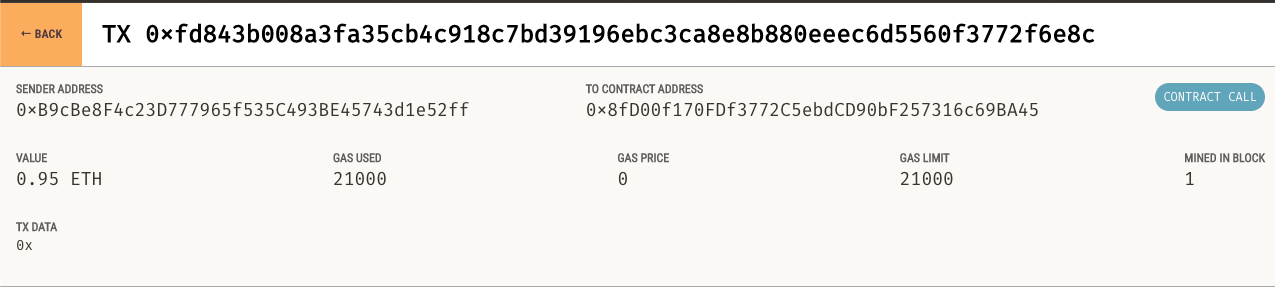 ← BACK
TX 0×fd843b008a3fa35cb4c918c7bd39196ebc3ca8e8b880eeec6d5560f3772f6e8c
SENDER ADDRESS
0×B9cBe8F4c23D777965f535C493BE45743d1e52ff
TO CONTRACT ADDRESS
0×8fD00f170FDf3772C5ebdCD90bF257316c69BA45
CONTRACT CALL
VALUE
0.95 ETH
GAS USED
21000
GAS PRICE
0
GAS LIMIT
21000
MINED IN BLOCK
1
TX DATA
0x